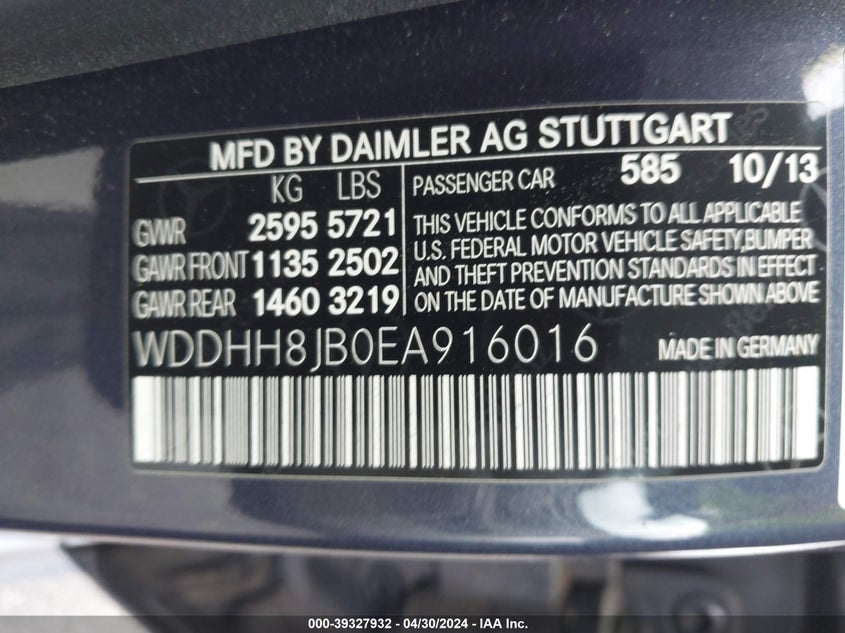 MFD BY DAIMLER AG STUTTGART
KG LBS
GVWR 2595 5721
GAWR FRONT 1135 2502
GAWR REAR 1460 3219
PASSENGER CAR 585 10/13
THIS VEHICLE CONFORMS TO ALL APPLICABLE
U.S. FEDERAL MOTOR VEHICLE SAFETY,BUMPER
AND THEFT PREVENTION STANDARDS IN EFFECT
ON THE DATE OF MANUFACTURE SHOWN ABOVE
WDDHH8JB0EA916016 MADE IN GERMANY
000-39327932 - 04/30/2024 - IAA Inc.